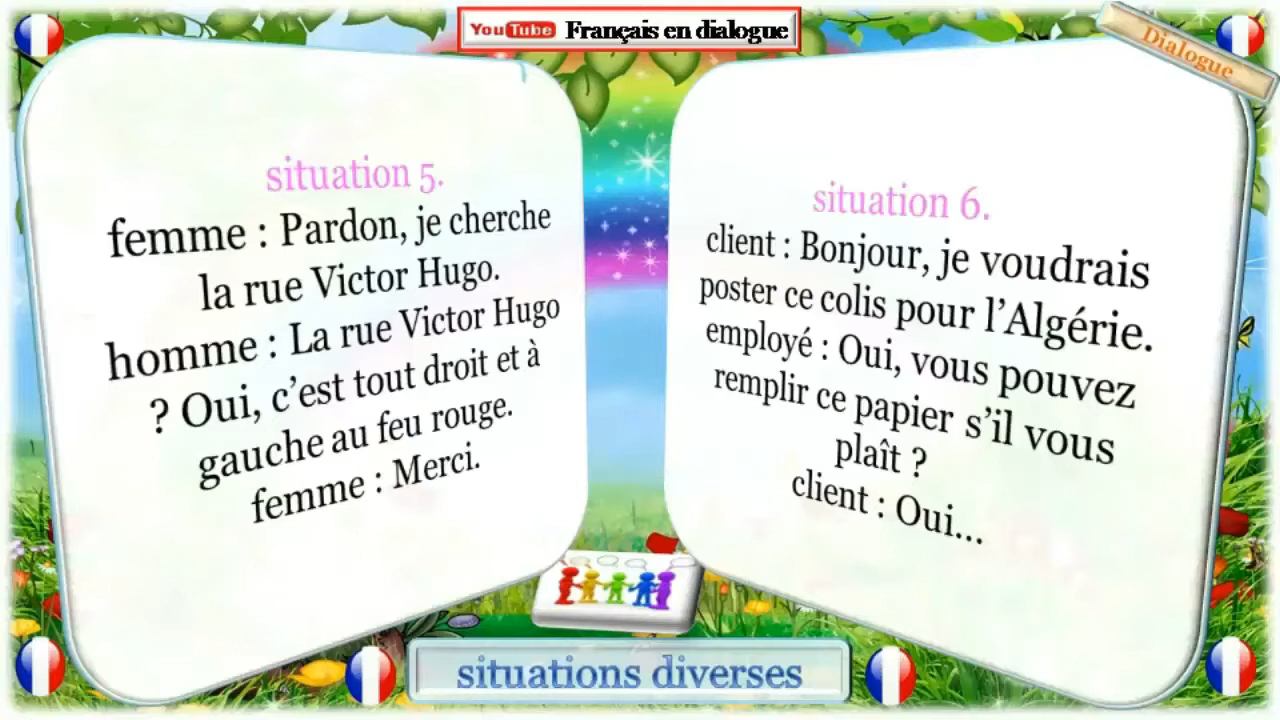 YouTube Français en dialogue
Dialogue
situation 5.
femme : Pardon, je cherche
la rue Victor Hugo.
homme : La rue Victor Hugo
? Oui, c’est tout droit et à
gauche au feu rouge.
femme : Merci.
situation 6.
client : Bonjour, je voudrais
poster ce colis pour l’Algérie.
employé : Oui, vous pouvez
remplir ce papier s’il vous
plaît ?
client : Oui...
situations diverses